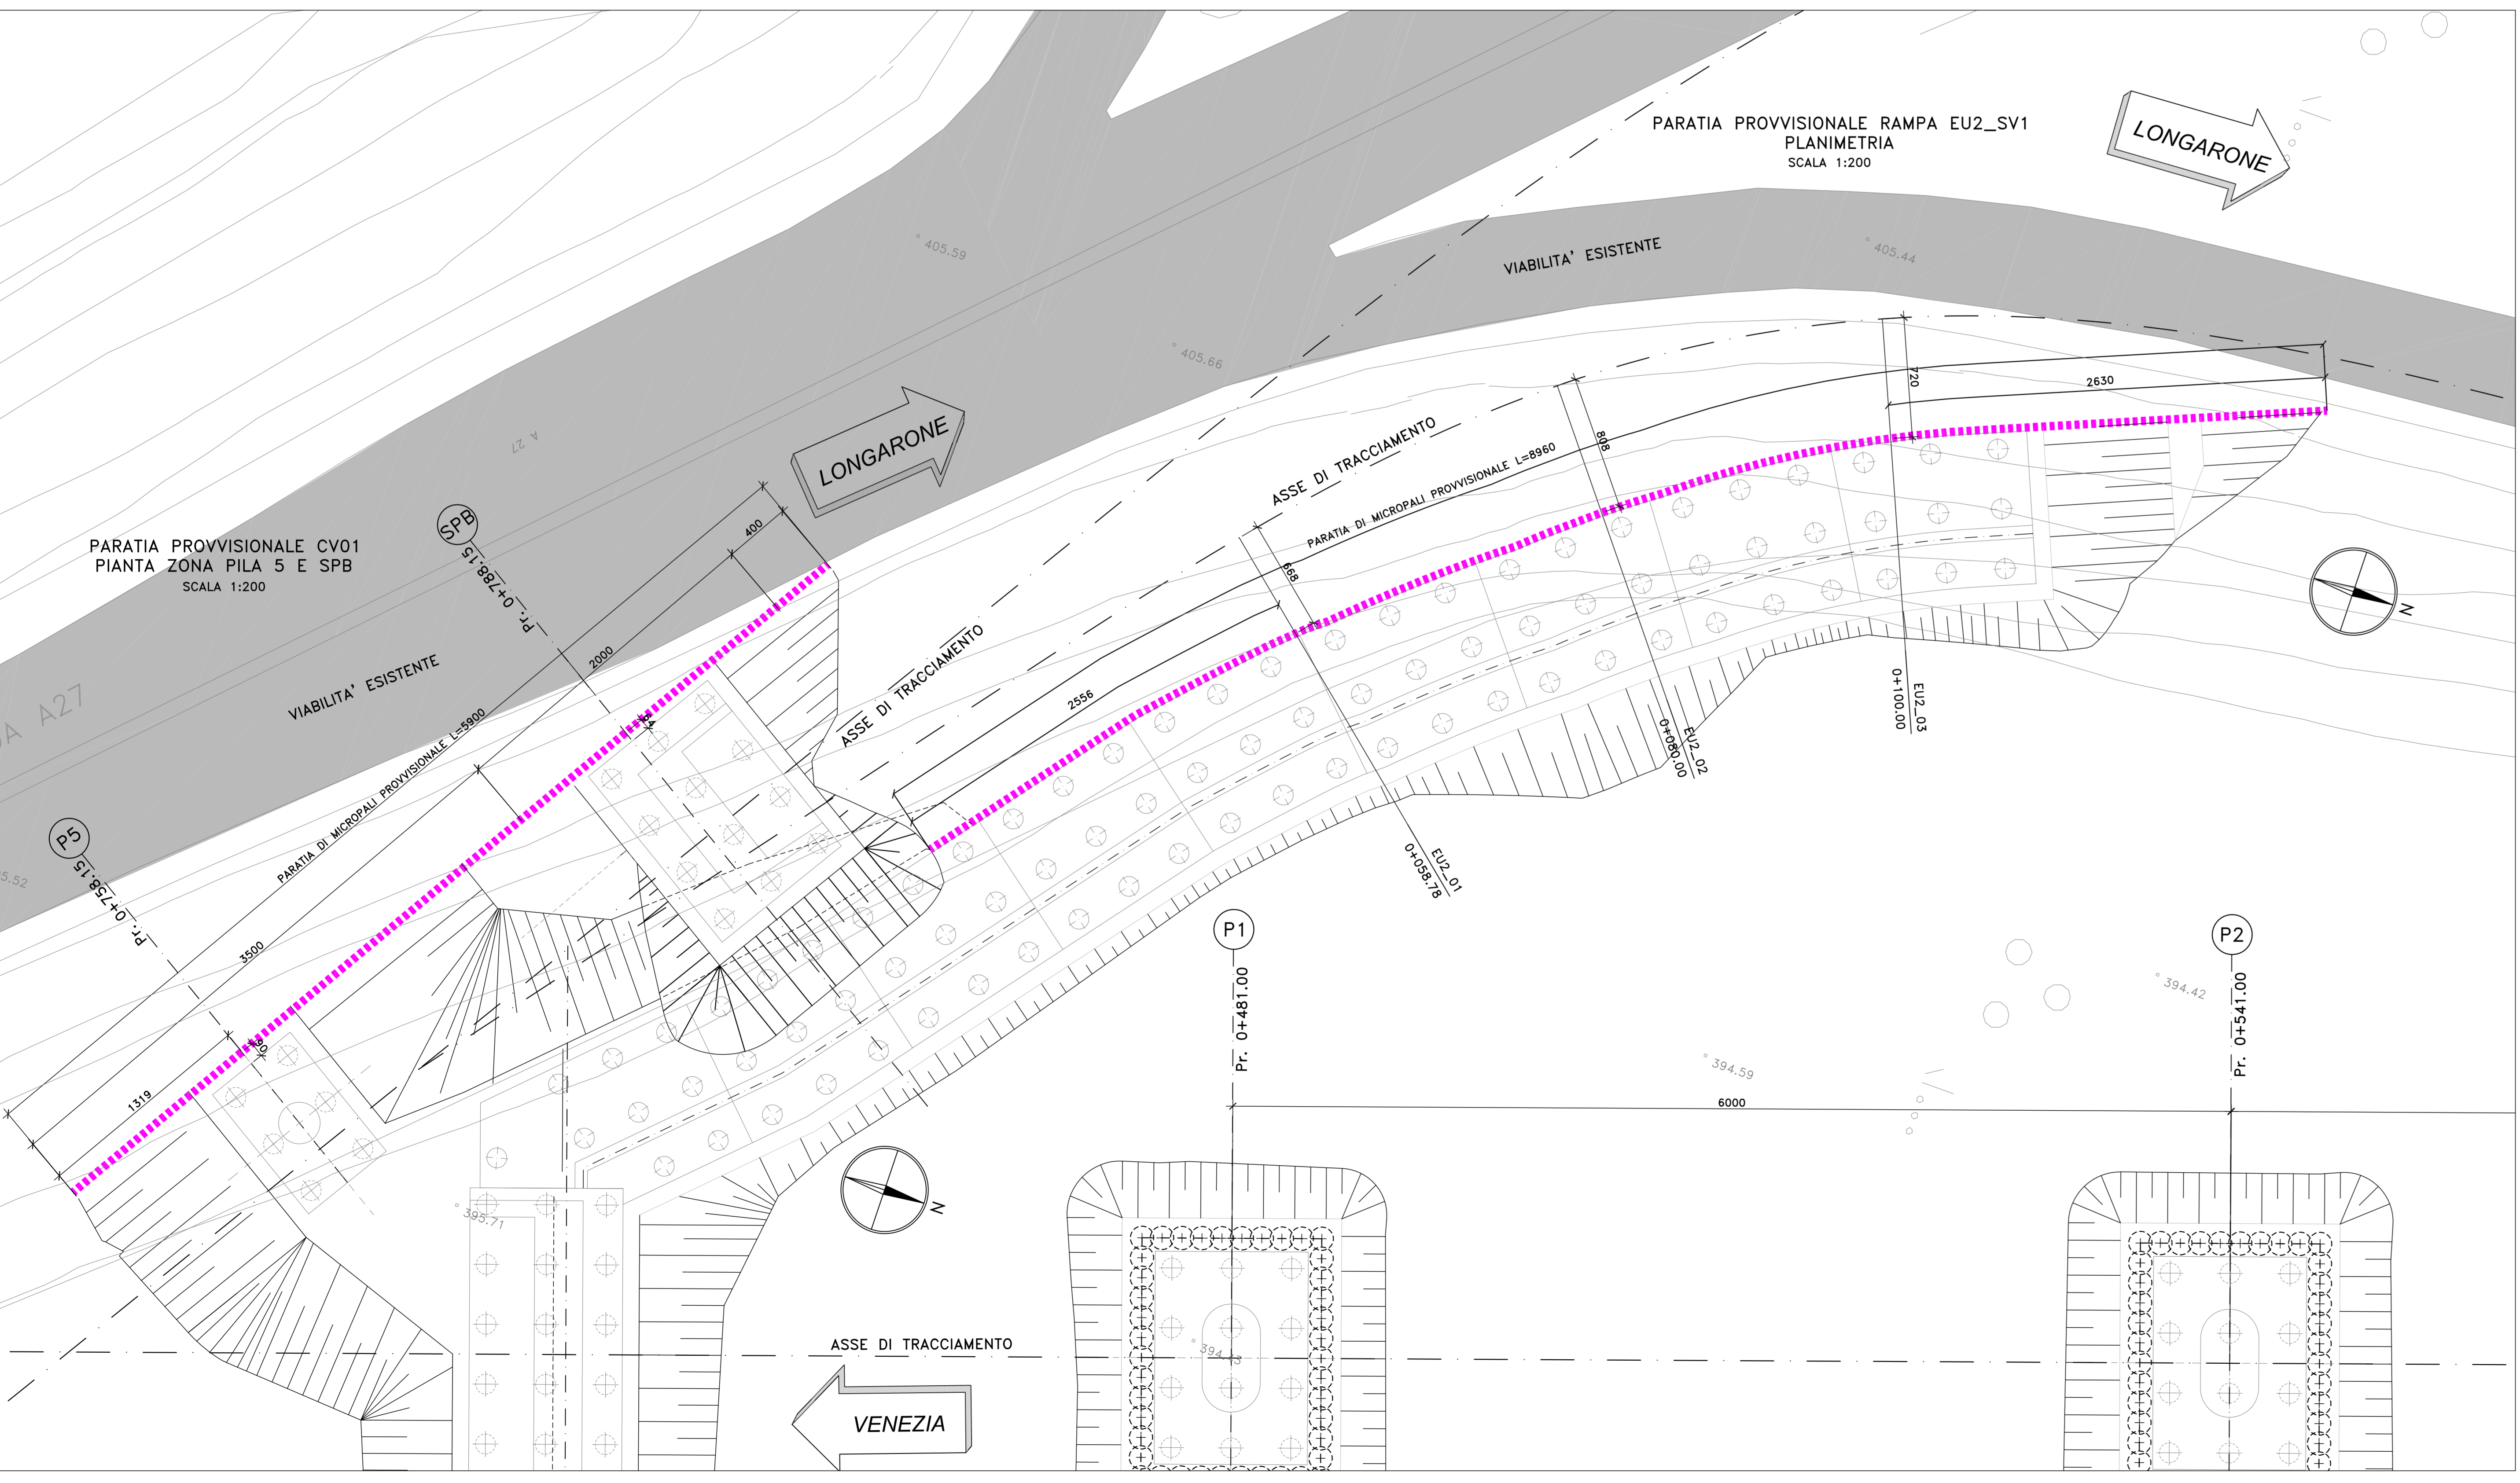 PARATIA PROVVISIONALE RAMPA EU2_SV1
PLANIMETRIA
SCALA 1:200
LONGARONE
VIABILITA' ESISTENTE
405.59
405.44
405.66
A 27
LONGARONE
720
2630
808
668
ASSE DI TRACCIAMENTO
PARATIA DI MICROPALI PROVVISIONALE L=8960
2556
PARATIA PROVVISIONALE CV01
PIANTA ZONA PILA 5 E SPB
SCALA 1:200
SPB
Pr. 0+788.15
400
2000
VIABILITA' ESISTENTE
A A27
PARATIA DI MICROPALI PROVVISIONALE L=5900
ASSE DI TRACCIAMENTO
N
EU2_03
0+100.00
EU2_02
0+080.00
EU2_01
0+058.78
P5
Pr. 0+758.15
5.52
3500
1319
P1
Pr. 0+481.00
P2
Pr. 0+541.00
394.42
394.59
6000
395.71
N
ASSE DI TRACCIAMENTO
VENEZIA